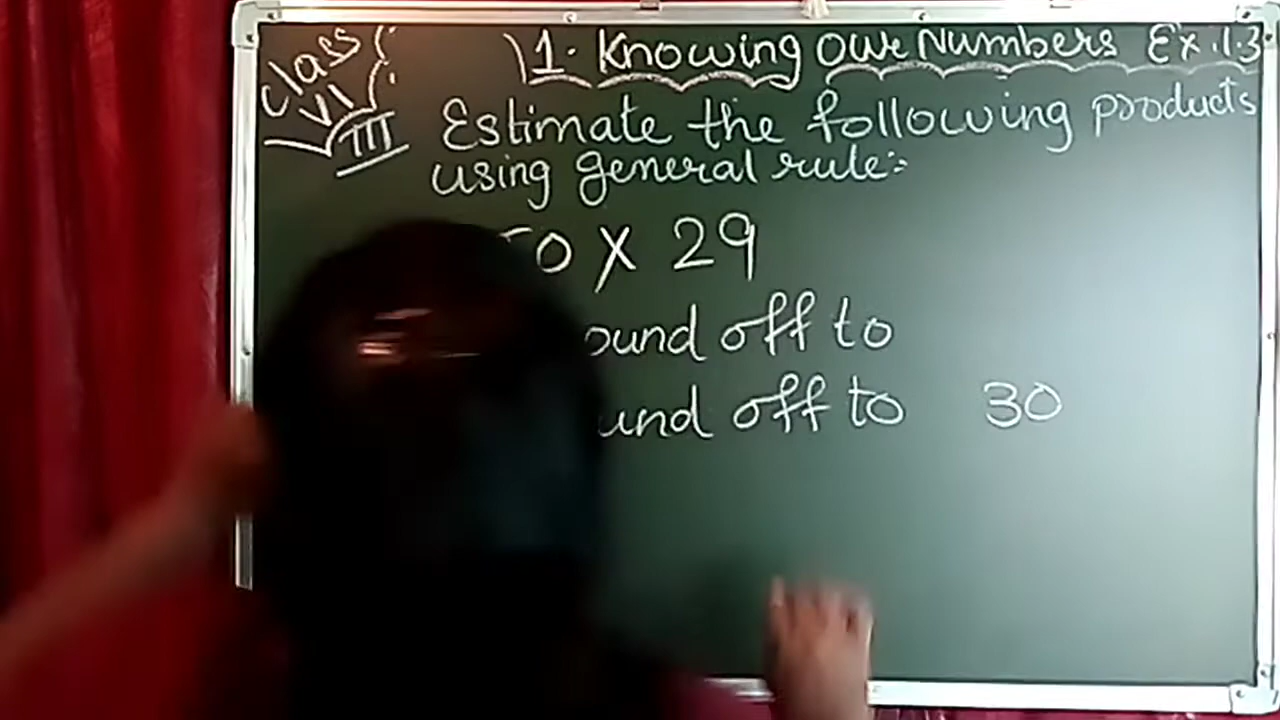 Class VI
1. Knowing Our Numbers Ex. 1.3
III Estimate the following products
using general rule:-
50 X 29
ound off to
und off to 30